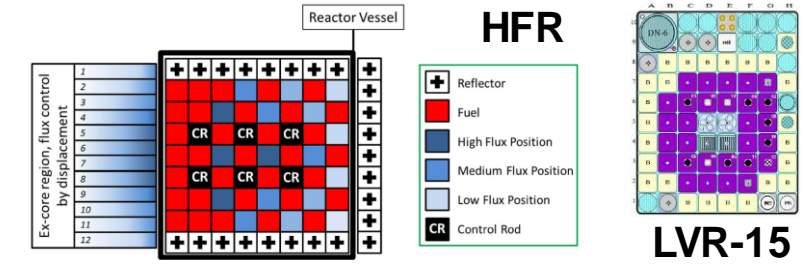 Reactor Vessel
HFR
Ex-core region, flux control
by displacement
1
2
3
4
5
6
7
8
9
10
11
12
CR CR CR
CR CR CR
Reflector
Fuel
High Flux Position
Medium Flux Position
Low Flux Position
CR Control Rod
A B C D E F G H
DN-6
LVR-15